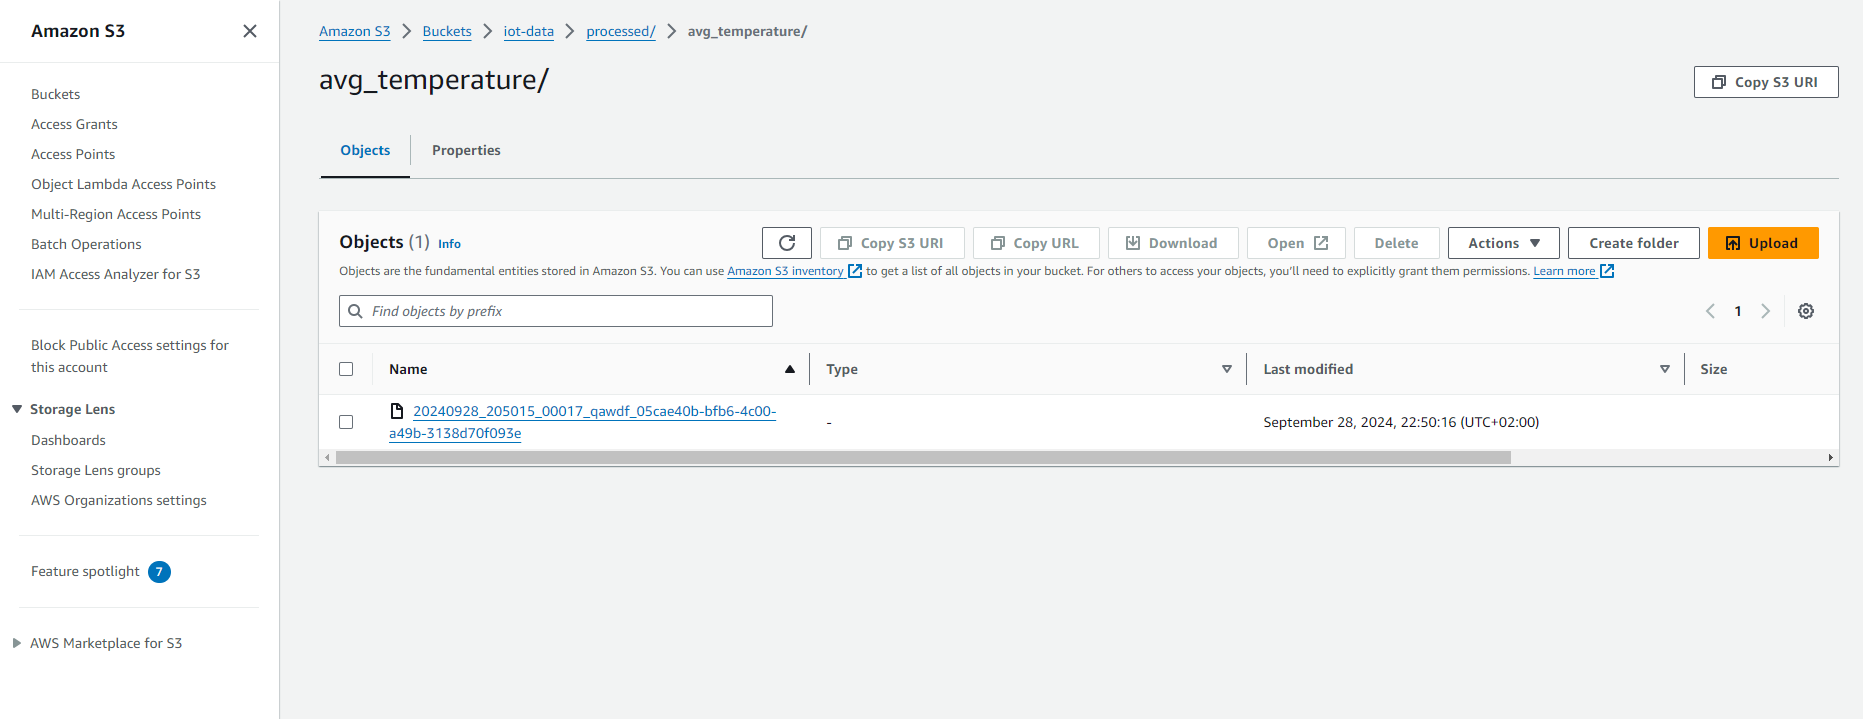 Amazon S3
Buckets
Access Grants
Access Points
Object Lambda Access Points
Multi-Region Access Points
Batch Operations
IAM Access Analyzer for S3
Block Public Access settings for
this account
Storage Lens
Dashboards
Storage Lens groups
AWS Organizations settings
Feature spotlight 7
AWS Marketplace for S3
Amazon S3 Buckets iot-data processed/ avg_temperature/
avg_temperature/
Copy S3 URI
Objects Properties
Objects (1) Info
Copy S3 URI Copy URL Download Open Delete Actions Create folder Upload
Objects are the fundamental entities stored in Amazon S3. You can use Amazon S3 inventory to get a list of all objects in your bucket. For others to access your objects, you'll need to explicitly grant them permissions. Learn more
Find objects by prefix
1
Name Type Last modified Size
20240928_205015_00017_qawdf_05cae40b-bfb6-4c00-
a49b-3138d70f093e
- September 28, 2024, 22:50:16 (UTC+02:00)